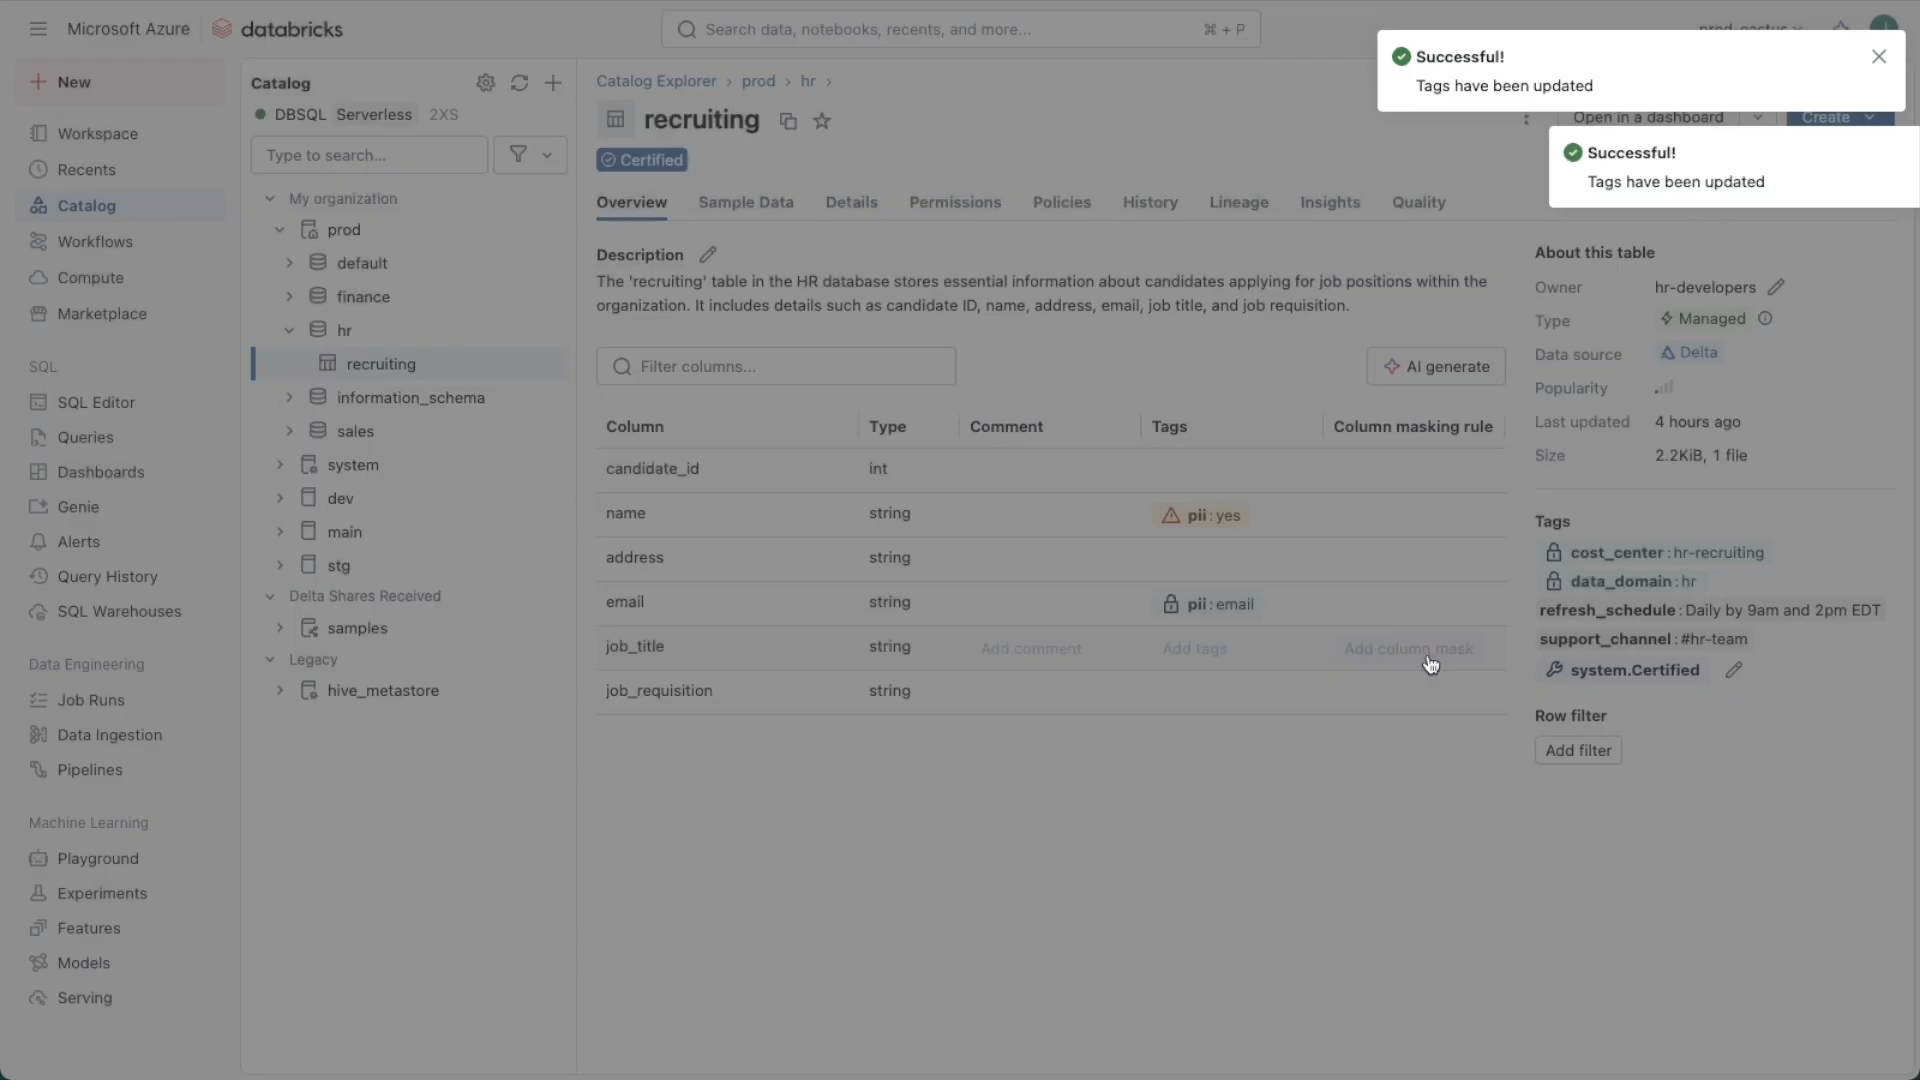 Microsoft Azure databricks
Search data, notebooks, recents, and more...
⌘ + P
Successful!
Tags have been updated
Successful!
Tags have been updated
New
Workspace
Recents
Catalog
Workflows
Compute
Marketplace
SQL
SQL Editor
Queries
Dashboards
Genie
Alerts
Query History
SQL Warehouses
Data Engineering
Job Runs
Data Ingestion
Pipelines
Machine Learning
Playground
Experiments
Features
Models
Serving
Catalog
DBSQL Serverless 2XS
Type to search...
My organization
prod
default
finance
hr
recruiting
information_schema
sales
system
dev
main
stg
Delta Shares Received
samples
Legacy
hive_metastore
Catalog Explorer > prod > hr >
recruiting
Certified
Open in a dashboard
Create
Overview Sample Data Details Permissions Policies History Lineage Insights Quality
Description
The 'recruiting' table in the HR database stores essential information about candidates applying for job positions within the
organization. It includes details such as candidate ID, name, address, email, job title, and job requisition.
Filter columns...
AI generate
Column Type Comment Tags Column masking rule
candidate_id int
name string pii : yes
address string
email string pii : email
job_title string Add comment Add tags Add column mask
job_requisition string
About this table
Owner hr-developers
Type Managed
Data source Delta
Popularity
Last updated 4 hours ago
Size 2.2KiB, 1 file
Tags
cost_center : hr-recruiting
data_domain : hr
refresh_schedule : Daily by 9am and 2pm EDT
support_channel : #hr-team
system.Certified
Row filter
Add filter